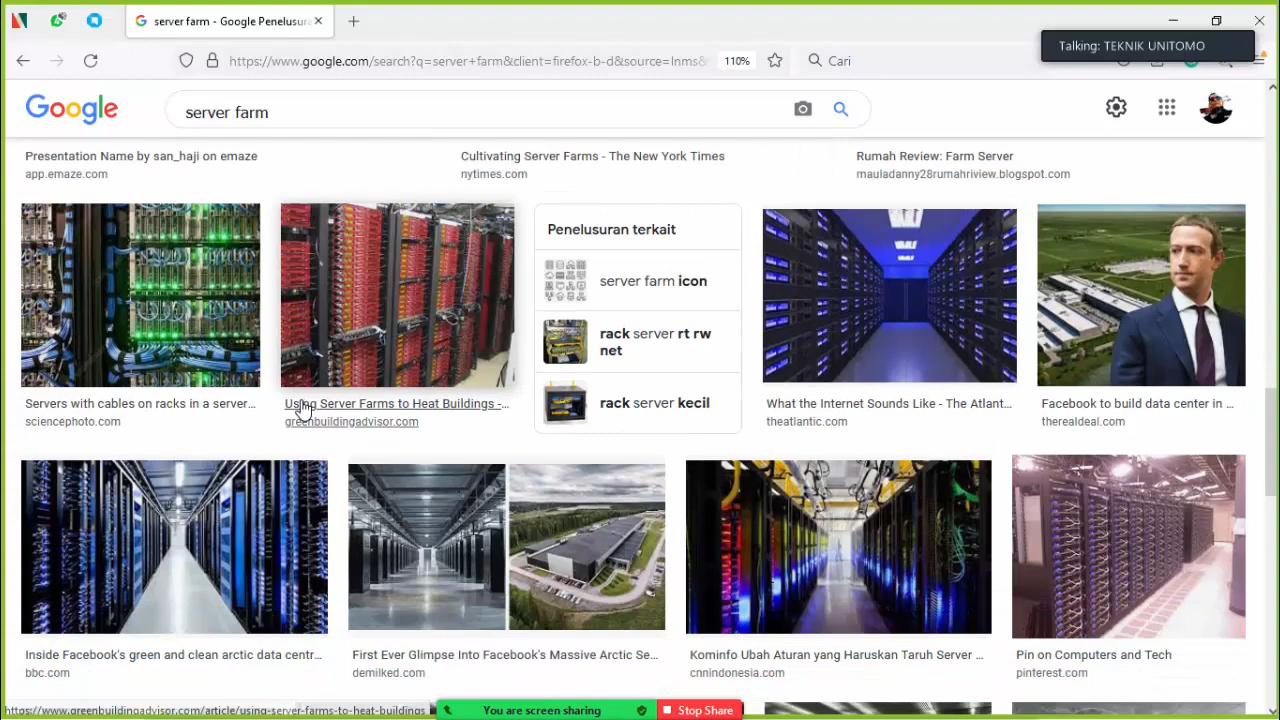 server farm - Google Penelusura
Talking: TEKNIK UNITOMO
https://www.google.com/search?q=server+farm&client=firefox-b-d&source=lnms&
110%
Cari
Google
server farm
Presentation Name by san_haji on emaze
app.emaze.com
Cultivating Server Farms - The New York Times
nytimes.com
Rumah Review: Farm Server
mauladanny28rumahriview.blogspot.com
Penelusuran terkait
server farm icon
rack server rt rw
net
rack server kecil
Servers with cables on racks in a server...
sciencephoto.com
Using Server Farms to Heat Buildings -...
greenbuildingadvisor.com
What the Internet Sounds Like - The Atlant...
theatlantic.com
Facebook to build data center in ...
therealdeal.com
Inside Facebook's green and clean arctic data centr...
bbc.com
First Ever Glimpse Into Facebook's Massive Arctic Se...
demilked.com
Kominfo Ubah Aturan yang Haruskan Taruh Server ...
cnnindonesia.com
Pin on Computers and Tech
pinterest.com
https://www.greenbuildingadvisor.com/article/using-server-farms-to-heat-buildings
You are screen sharing
Stop Share